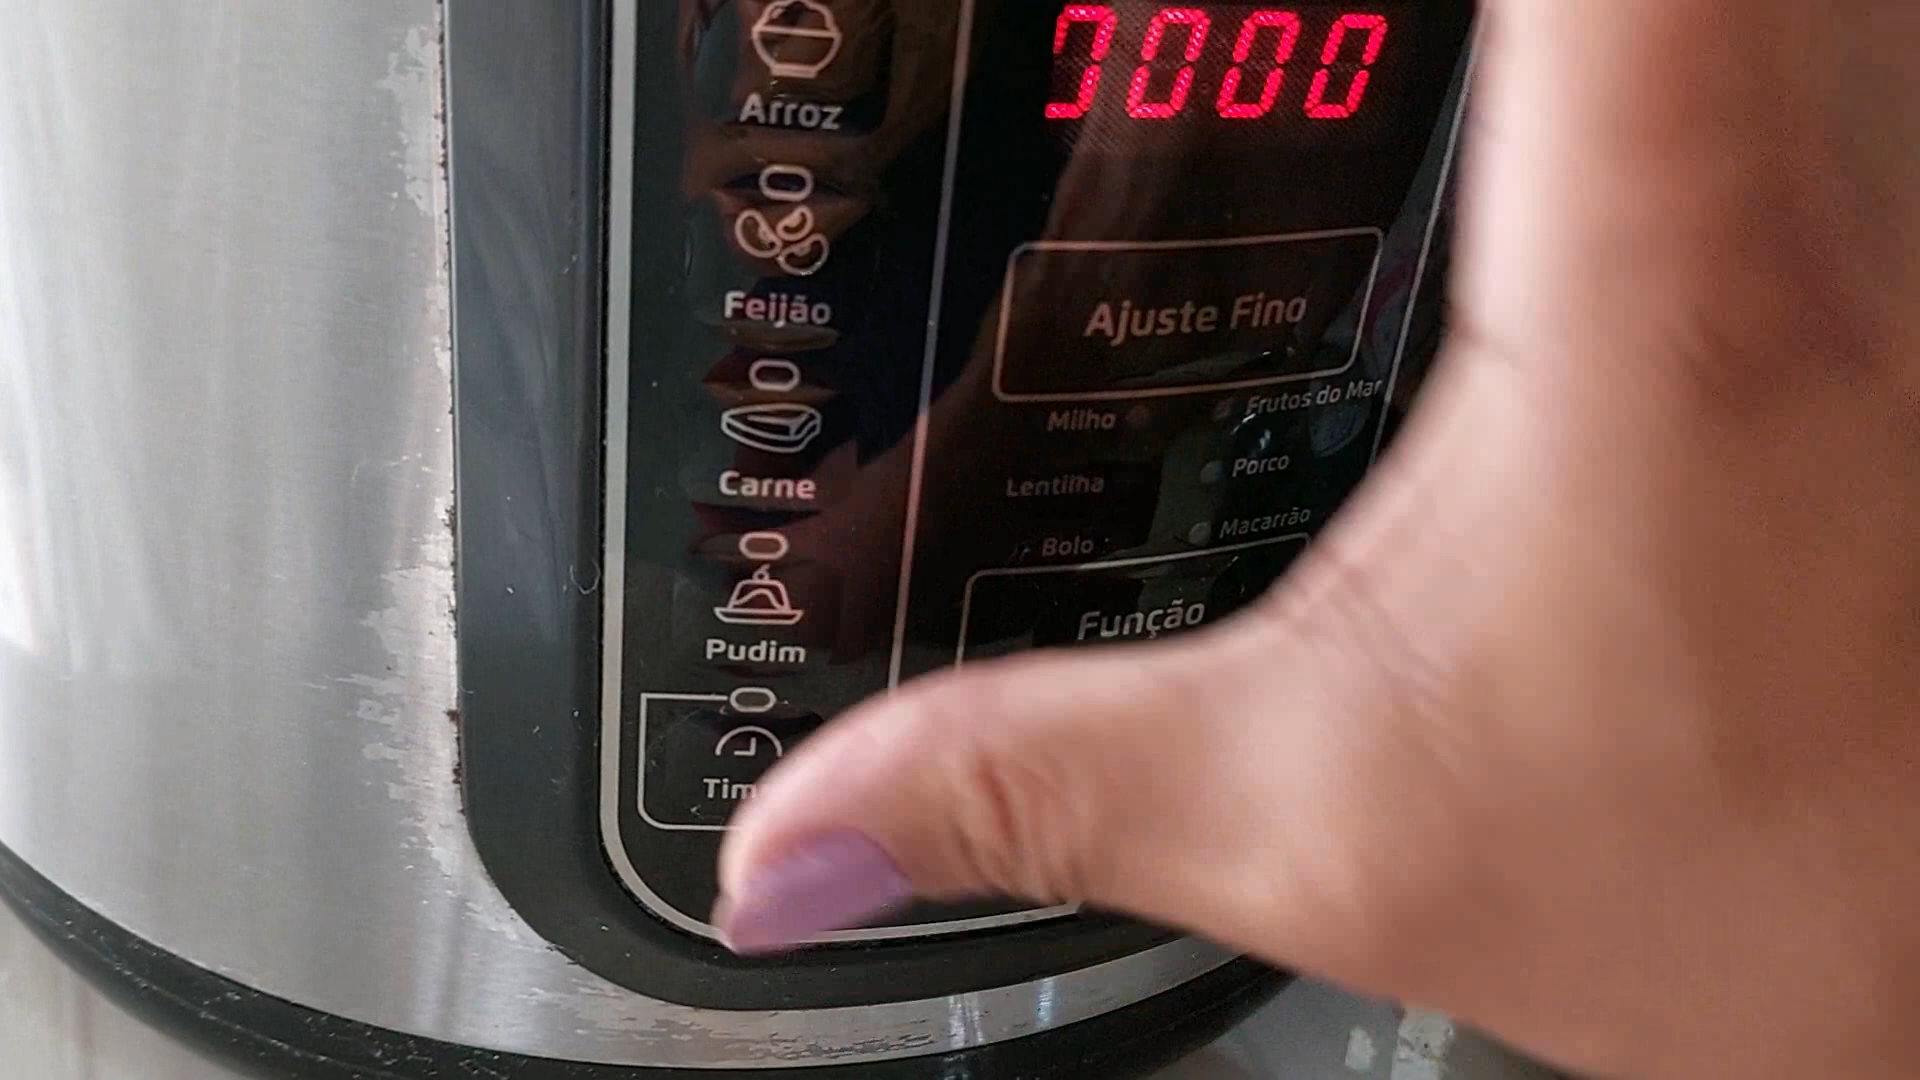 0000
Arroz
Feijão
Carne
Pudim
Ajuste Fino
Milho
Frutos do Mar
Lentilha
Porco
Bolo
Macarrão
Função